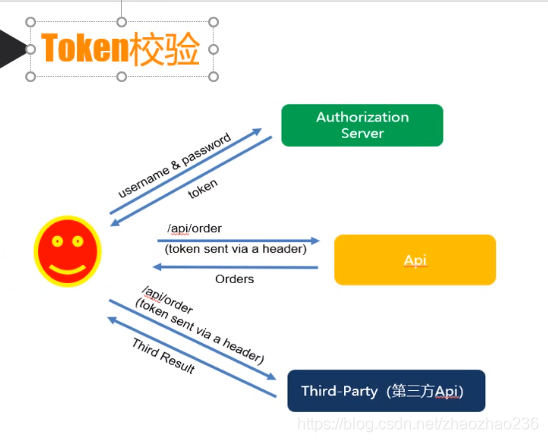 Token校验
Authorization
Server
username & password
token
/api/order
(token sent via a header)
Api
Orders
/api/order
(token sent via a header)
Third Result
Third-Party（第三方Api）
https://blog.csdn.net/zhaozhao236